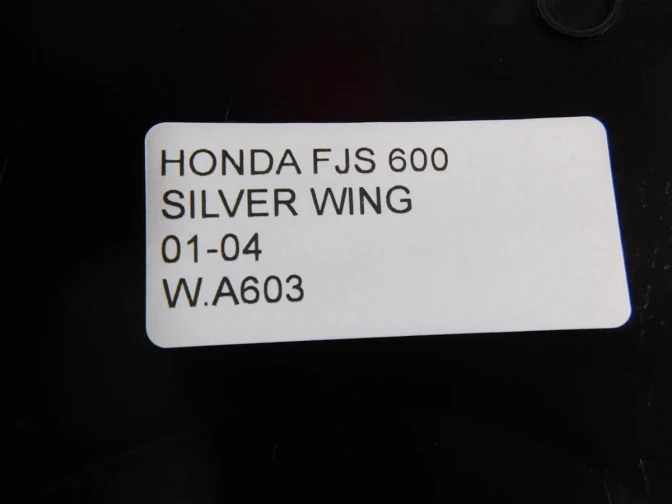 HONDA FJS 600
SILVER WING
01-04
W.A603